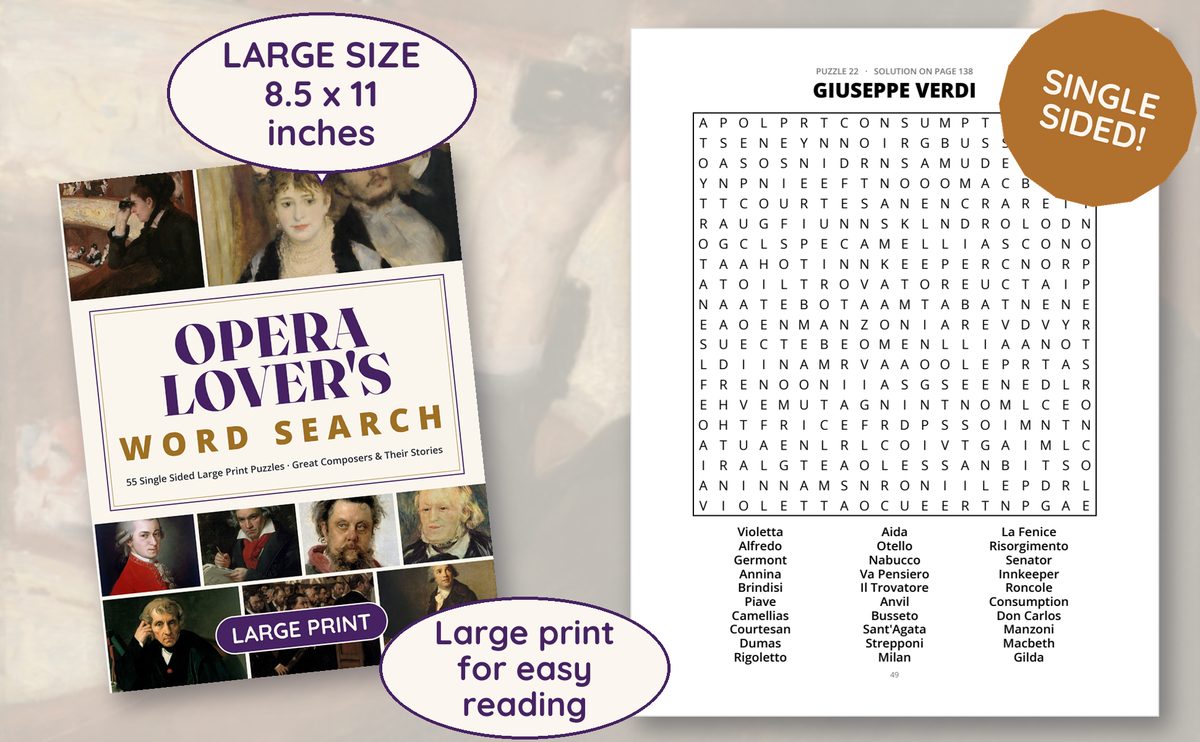 LARGE SIZE
8.5 x 11
inches
OPERA
LOVER'S
WORD SEARCH
55 Single Sided Large Print Puzzles · Great Composers & Their Stories
LARGE PRINT
Large print
for easy
reading
SINGLE
SIDED!
PUZZLE 22 · SOLUTION ON PAGE 138
GIUSEPPE VERDI
A P O L P R T C O N S U M P T
T S E N E Y N N O I R G B U S S
O A S O S N I D R N S A M U D E
Y N P N I E E F T N O O O M A C B
T T C O U R T E S A N E N C R A R E
R A U G F I U N N S K L N D R O L O D N
O G C L S P E C A M E L L I A S C O N O
T A A H O T I N N K E E P E R C N O R P
A T O I L T R O V A T O R E U C T A I P
N A A T E B O T A A M T A B A T N E N E
E A O E N M A N Z O N I A R E V D V Y R
S U E C T E B E O M E N L L I A A N O T
L D I I N A M R V A A O O L E P R T A S
F R E N O O N I I A S G S E E N E D L R
E H V E M U T A G N I N T N O M L C E O
O H T F R I C E F R D P S S O I M N T N
A T U A E N L R L C O I V T G A I M L C
I R A L G T E A O L E S S A N B I T S O
A N I N N A M S N R O N I I L E P D R L
V I O L E T T A O C U E E R T N P G A E
Violetta Aida La Fenice
Alfredo Otello Risorgimento
Germont Nabucco Senator
Annina Va Pensiero Innkeeper
Brindisi Il Trovatore Roncole
Piave Anvil Consumption
Camellias Busseto Don Carlos
Courtesan Sant'Agata Manzoni
Dumas Strepponi Macbeth
Rigoletto Milan Gilda
49